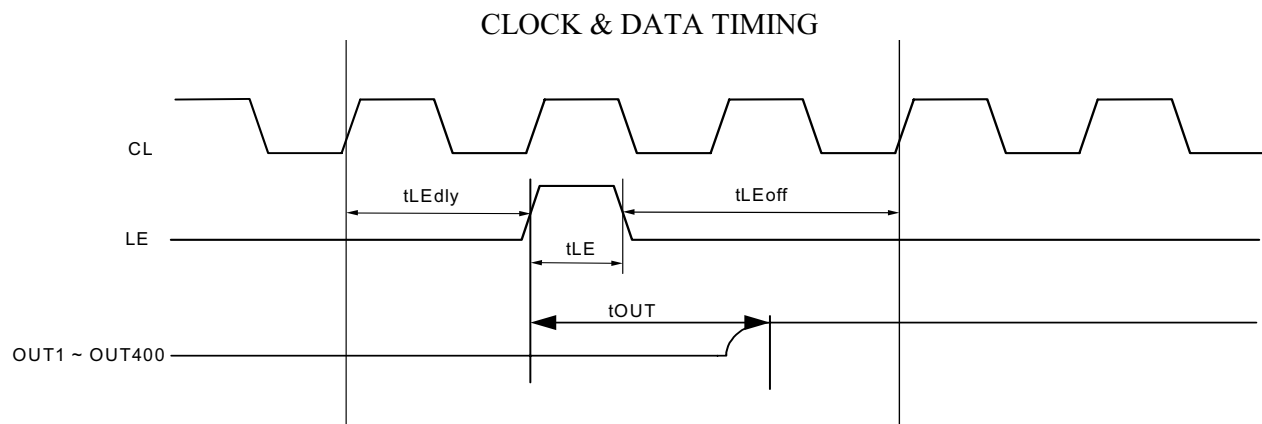 CLOCK & DATA TIMING
CL
tLEdly
tLEoff
LE
tLE
tOUT
OUT1 ~ OUT400